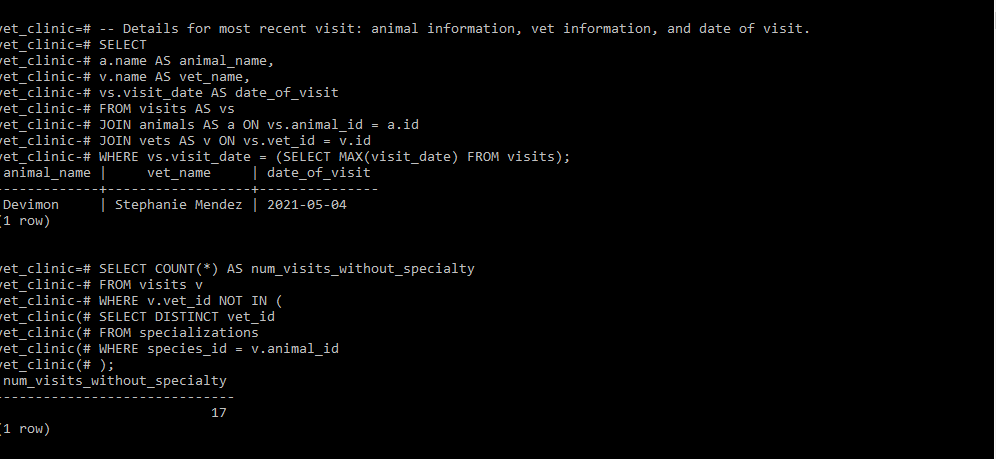 vet_clinic=# -- Details for most recent visit: animal information, vet information, and date of visit.
vet_clinic=# SELECT
vet_clinic-# a.name AS animal_name,
vet_clinic-# v.name AS vet_name,
vet_clinic-# vs.visit_date AS date_of_visit
vet_clinic-# FROM visits AS vs
vet_clinic-# JOIN animals AS a ON vs.animal_id = a.id
vet_clinic-# JOIN vets AS v ON vs.vet_id = v.id
vet_clinic-# WHERE vs.visit_date = (SELECT MAX(visit_date) FROM visits);
animal_name | vet_name | date_of_visit
-------------+------------------+---------------
Devimon | Stephanie Mendez | 2021-05-04
(1 row)
vet_clinic=# SELECT COUNT(*) AS num_visits_without_specialty
vet_clinic-# FROM visits v
vet_clinic-# WHERE v.vet_id NOT IN (
vet_clinic(# SELECT DISTINCT vet_id
vet_clinic(# FROM specializations
vet_clinic(# WHERE species_id = v.animal_id
vet_clinic(# );
num_visits_without_specialty
------------------------------
17
(1 row)